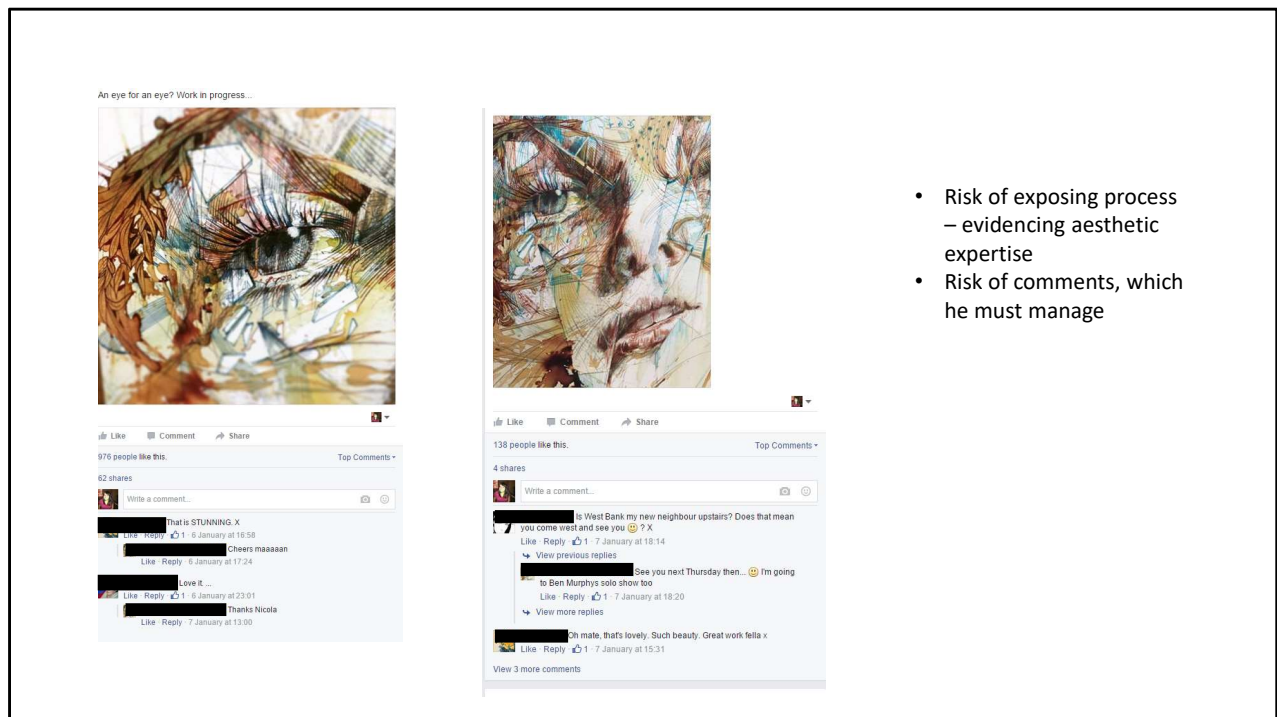 An eye for an eye? Work in progress...
Like Comment Share
976 people like this. Top Comments
62 shares
Write a comment...
That is STUNNING. X
Like · Reply · 1 · 6 January at 16:58
Cheers maaaaan
Like · Reply · 6 January at 17:24
Love it ...
Like · Reply · 1 · 6 January at 23:01
Thanks Nicola
Like · Reply · 7 January at 13:00
Like Comment Share
138 people like this. Top Comments
4 shares
Write a comment...
Is West Bank my new neighbour upstairs? Does that mean
you come west and see you 🙂 ? X
Like · Reply · 1 · 7 January at 18:14
View previous replies
See you next Thursday then... 🙂 I'm going
to Ben Murphys solo show too
Like · Reply · 1 · 7 January at 18:20
View more replies
Oh mate, that's lovely. Such beauty. Great work fella x
Like · Reply · 1 · 7 January at 15:31
View 3 more comments
• Risk of exposing process
– evidencing aesthetic
expertise
• Risk of comments, which
he must manage